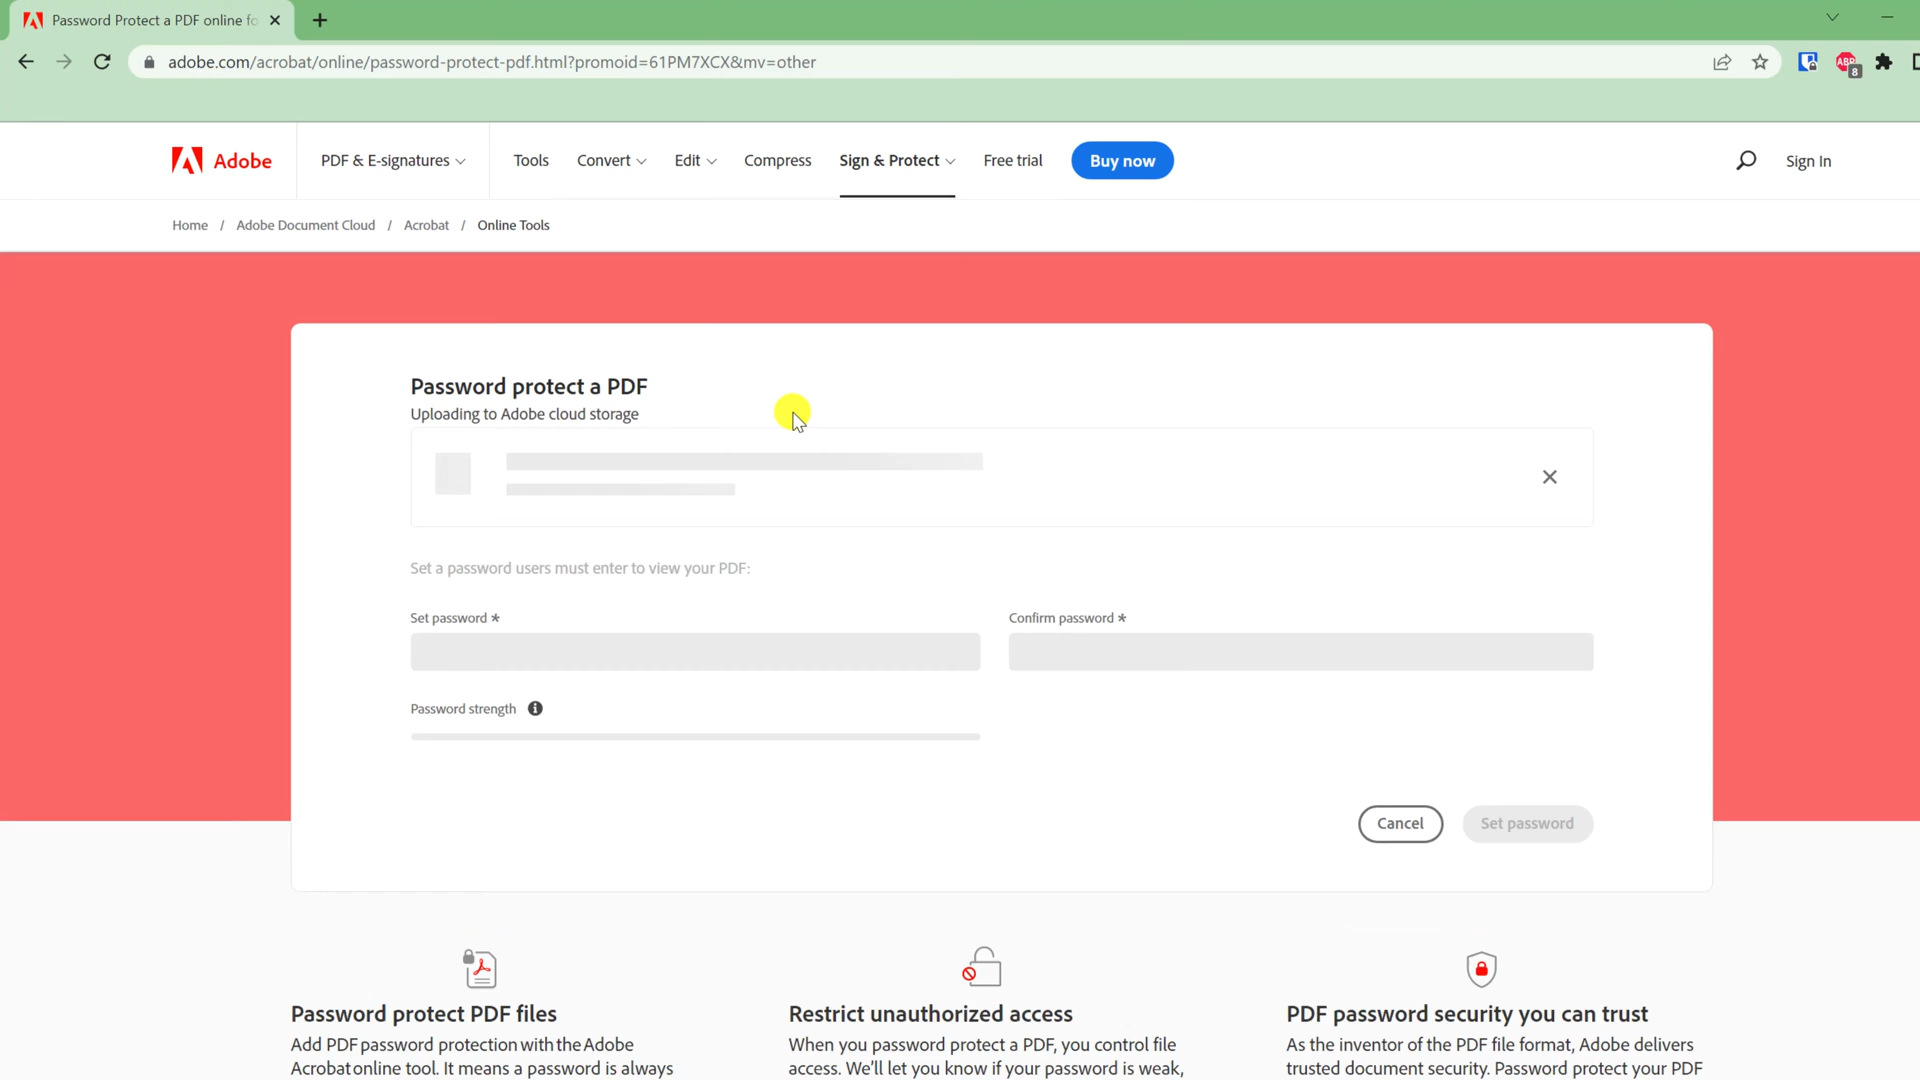 Password Protect a PDF online fo
adobe.com/acrobat/online/password-protect-pdf.html?promoid=61PM7XCX&mv=other
ABP
8
Adobe
PDF & E-signatures
Tools
Convert
Edit
Compress
Sign & Protect
Free trial
Buy now
Sign In
Home / Adobe Document Cloud / Acrobat / Online Tools
Password protect a PDF
Uploading to Adobe cloud storage
Set a password users must enter to view your PDF:
Set password *
Confirm password *
Password strength
Cancel
Set password
Password protect PDF files
Add PDF password protection with the Adobe
Acrobat online tool. It means a password is always
Restrict unauthorized access
When you password protect a PDF, you control file
access. We'll let you know if your password is weak,
PDF password security you can trust
As the inventor of the PDF file format, Adobe delivers
trusted document security. Password protect your PDF